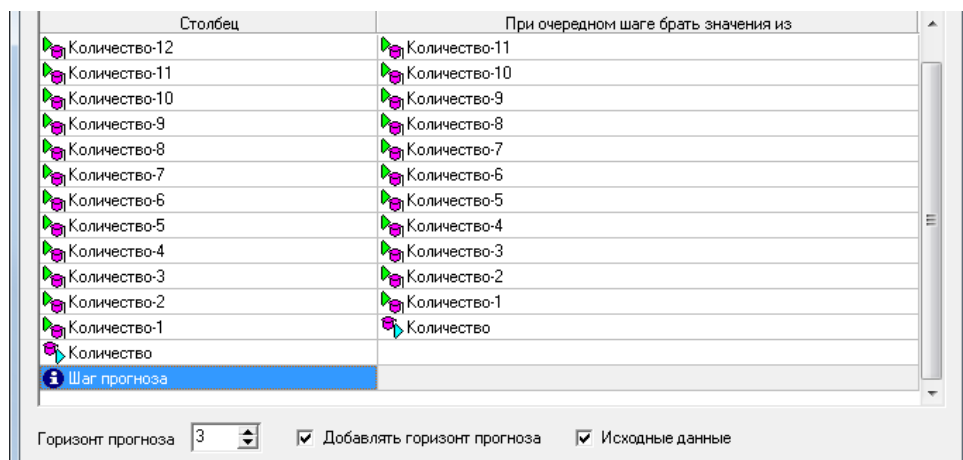 Столбец При очередном шаге брать значения из
Количество-12 Количество-11
Количество-11 Количество-10
Количество-10 Количество-9
Количество-9 Количество-8
Количество-8 Количество-7
Количество-7 Количество-6
Количество-6 Количество-5
Количество-5 Количество-4
Количество-4 Количество-3
Количество-3 Количество-2
Количество-2 Количество-1
Количество-1 Количество
Количество
Шаг прогноза
Горизонт прогноза 3 Добавлять горизонт прогноза Исходные данные